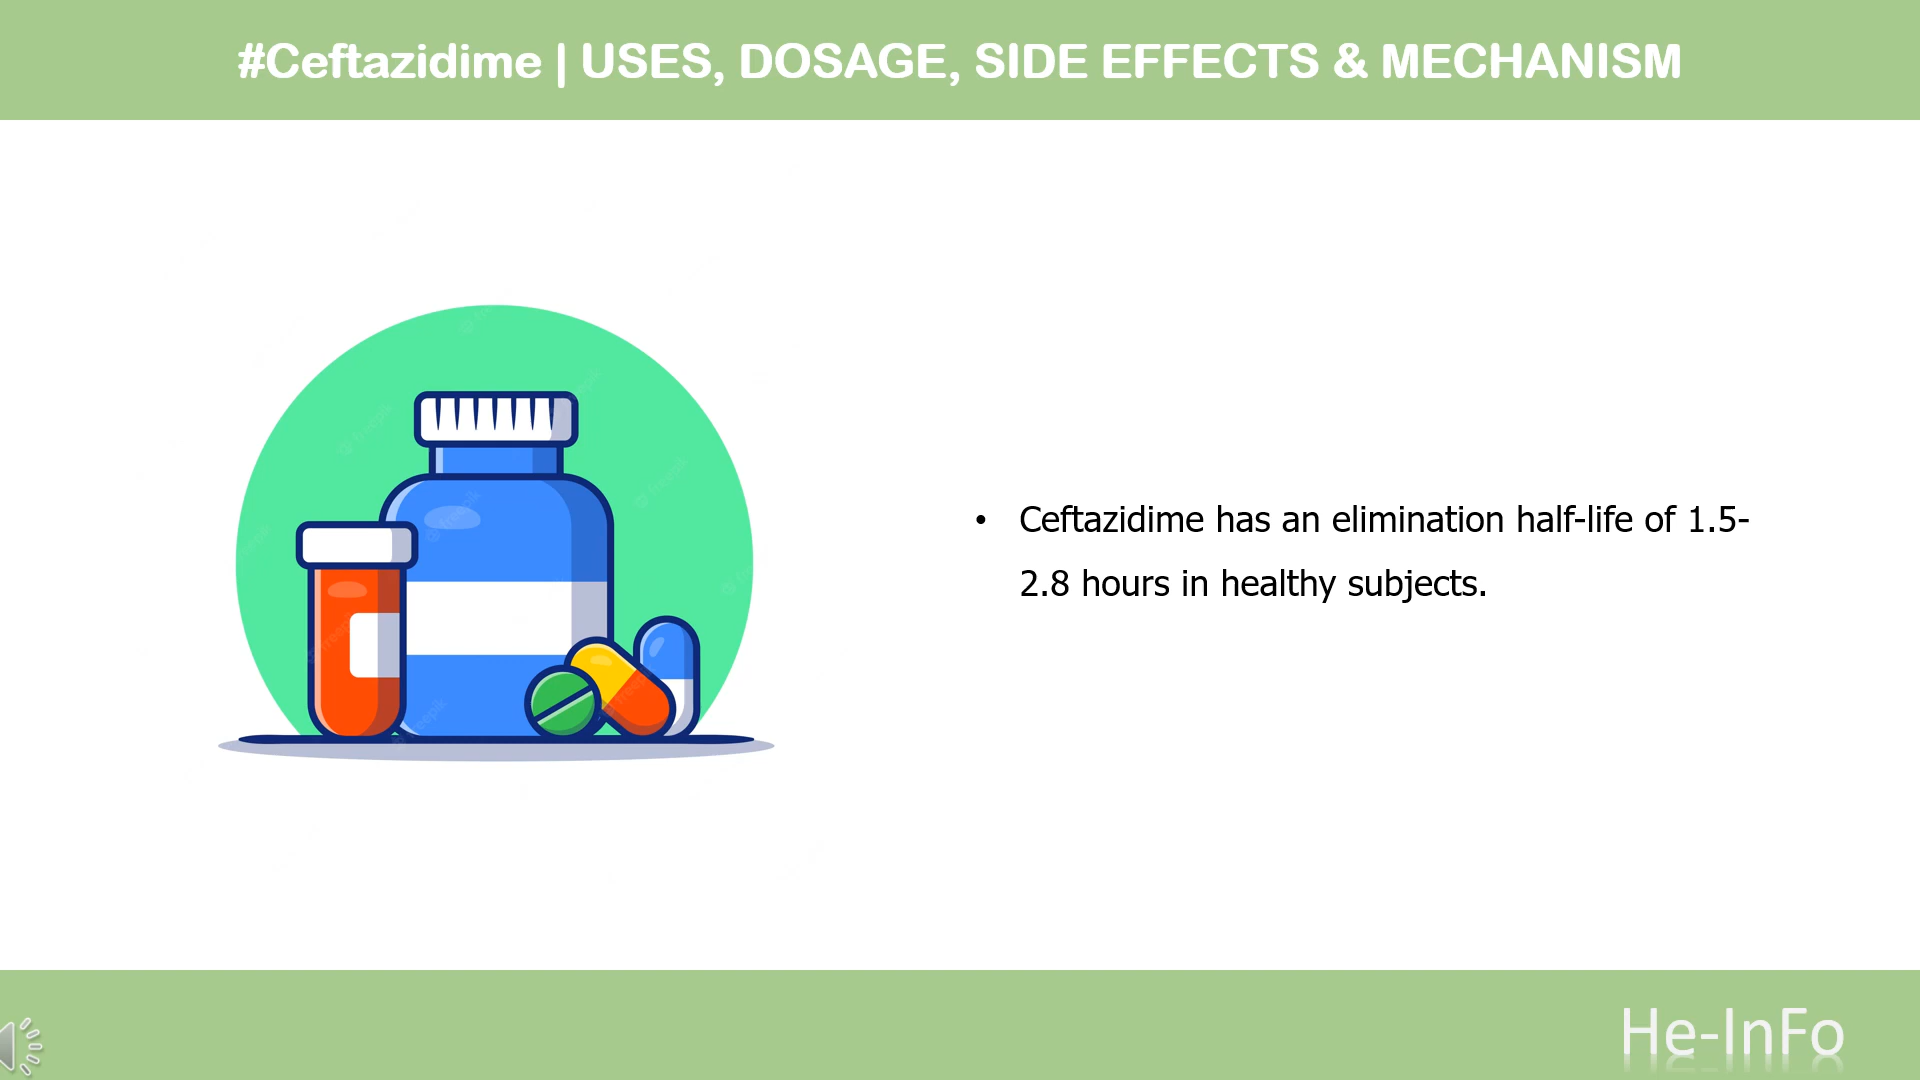 #Ceftazidime | USES, DOSAGE, SIDE EFFECTS & MECHANISM
• Ceftazidime has an elimination half-life of 1.5-
2.8 hours in healthy subjects.
He-InFo